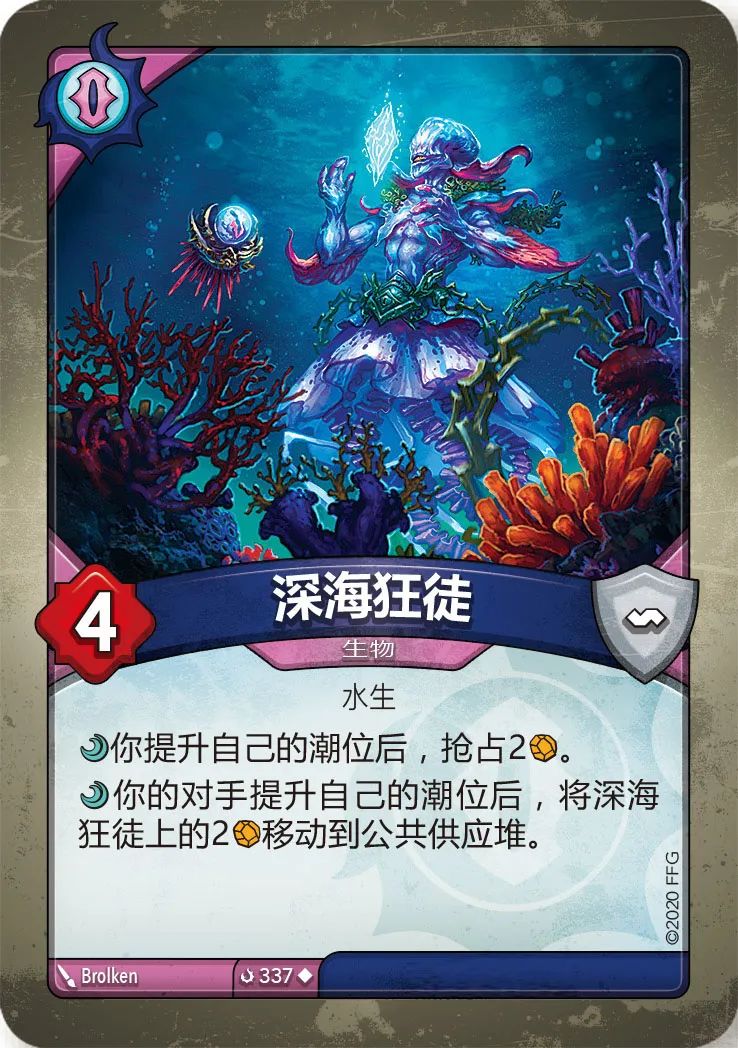 深海狂徒
4
生物
水生
你提升自己的潮位后，抢占2。
你的对手提升自己的潮位后，将深海
狂徒上的2移动到公共供应堆。
©2020 FFG
Brolken
337